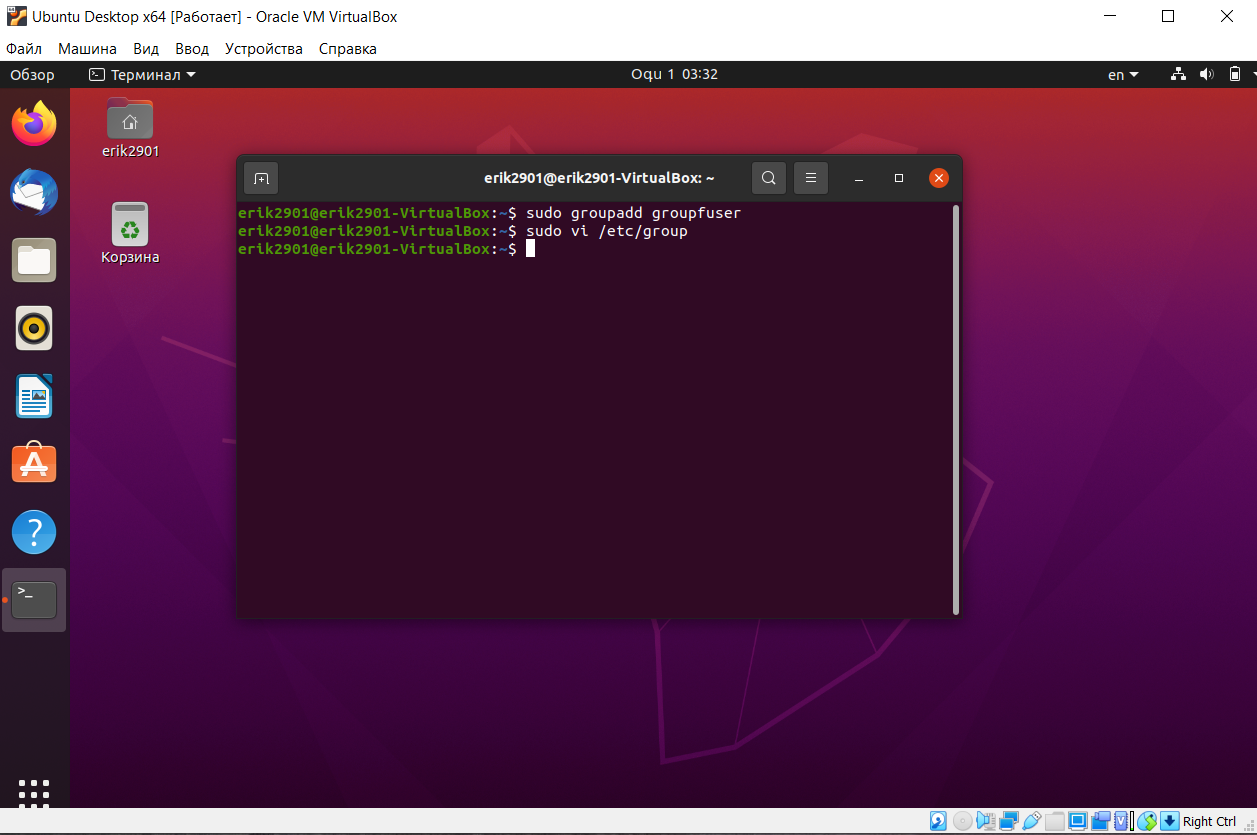 Ubuntu Desktop x64 [Работает] - Oracle VM VirtualBox
Файл Машина Вид Ввод Устройства Справка
Обзор Терминал Oqu 1 03:32 en
erik2901
erik2901@erik2901-VirtualBox: ~
erik2901@erik2901-VirtualBox:~$ sudo groupadd groupfuser
erik2901@erik2901-VirtualBox:~$ sudo vi /etc/group
erik2901@erik2901-VirtualBox:~$
Корзина
Right Ctrl